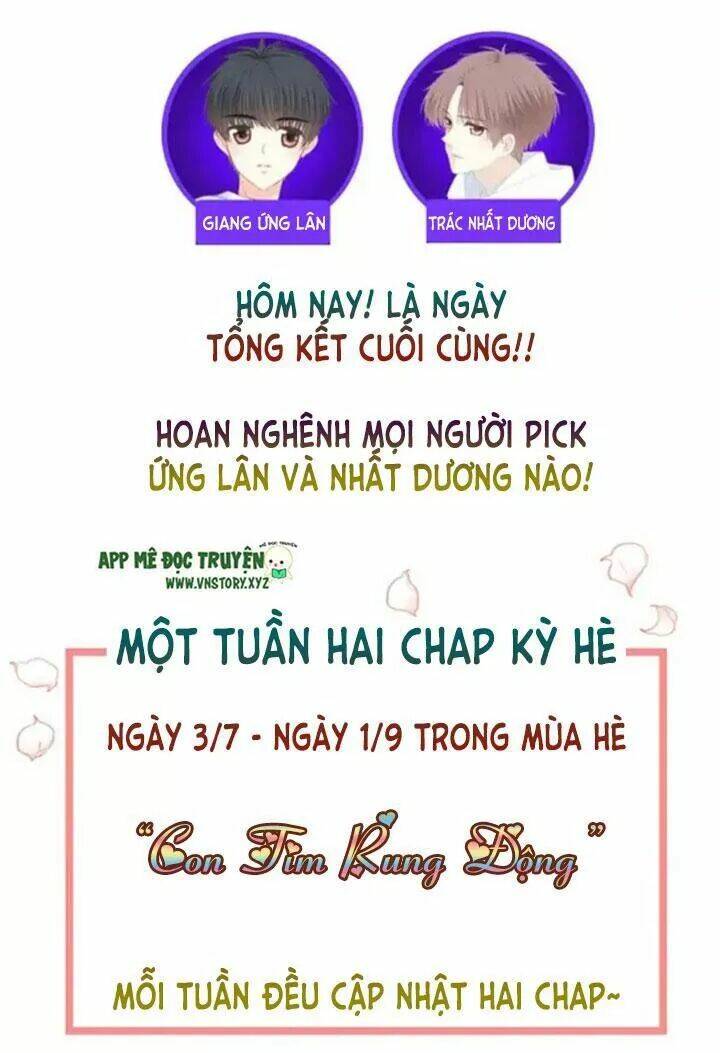 GIANG ỨNG LÂN
TRÁC NHẤT DƯƠNG
HÔM NAY! LÀ NGÀY
TỔNG KẾT CUỐI CÙNG!!
HOAN NGHÊNH MỌI NGƯỜI PICK
ỨNG LÂN VÀ NHẤT DƯƠNG NÀO!
MÊ ĐỌC TRUYỆN
APP MÊ ĐỌC TRUYỆN
WWW.VNSTORY.XYZ
MỘT TUẦN HAI CHAP KỲ HÈ
NGÀY 3/7 - NGÀY 1/9 TRONG MÙA HÈ
"Con Tim Rung Động"
MỖI TUẦN ĐỀU CẬP NHẬT HAI CHAP~